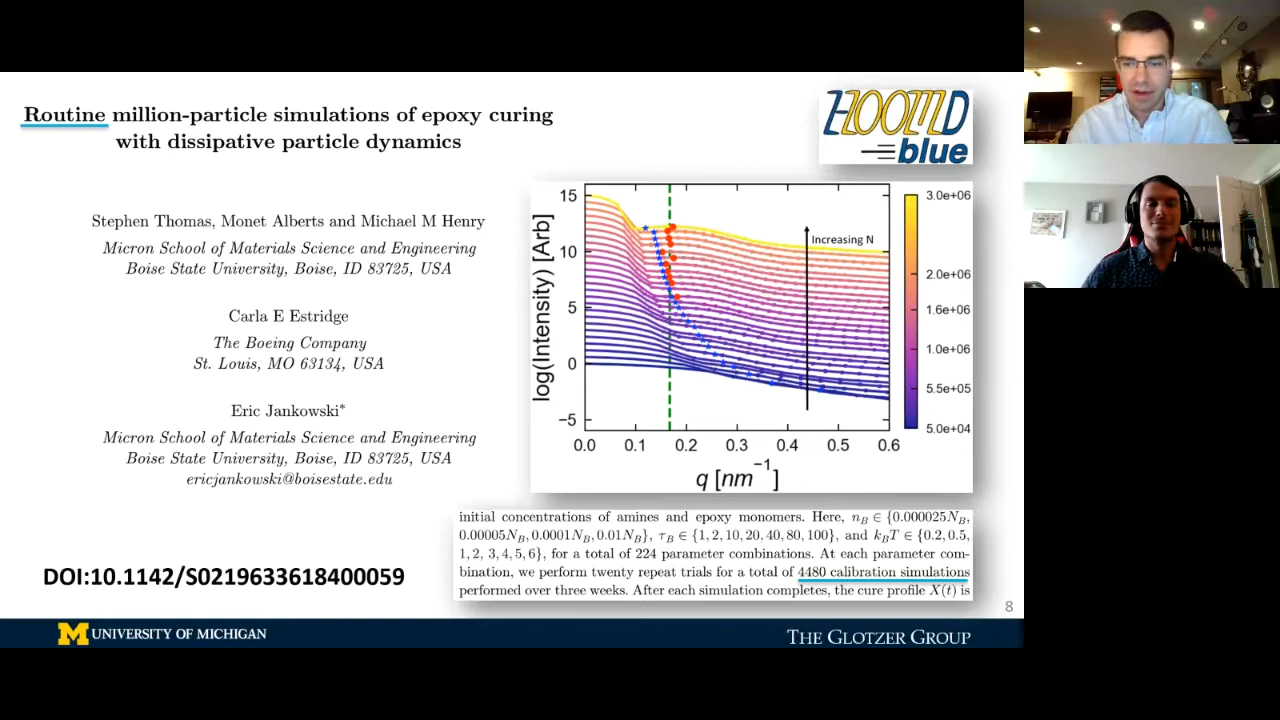 Routine million-particle simulations of epoxy curing
with dissipative particle dynamics
HOOMD
blue
Stephen Thomas, Monet Alberts and Michael M Henry
Micron School of Materials Science and Engineering
Boise State University, Boise, ID 83725, USA
Carla E Estridge
The Boeing Company
St. Louis, MO 63134, USA
Eric Jankowski*
Micron School of Materials Science and Engineering
Boise State University, Boise, ID 83725, USA
ericjankowski@boisestate.edu
DOI:10.1142/S0219633618400059
log(Intensity) [Arb]
15
10
5
0
−5
0.0 0.1 0.2 0.3 0.4 0.5 0.6
q [nm⁻¹]
Increasing N
3.0e+06
2.0e+06
1.6e+06
1.0e+06
5.5e+05
5.0e+04
initial concentrations of amines and epoxy monomers. Here, n_B ∈ {0.000025N_B,
0.00005N_B, 0.0001N_B, 0.01N_B}, τ_B ∈ {1, 2, 10, 20, 40, 80, 100}, and k_BT ∈ {0.2, 0.5,
1, 2, 3, 4, 5, 6}, for a total of 224 parameter combinations. At each parameter com-
bination, we perform twenty repeat trials for a total of 4480 calibration simulations
performed over three weeks. After each simulation completes, the cure profile X(t) is
8
M UNIVERSITY OF MICHIGAN
THE GLOTZER GROUP